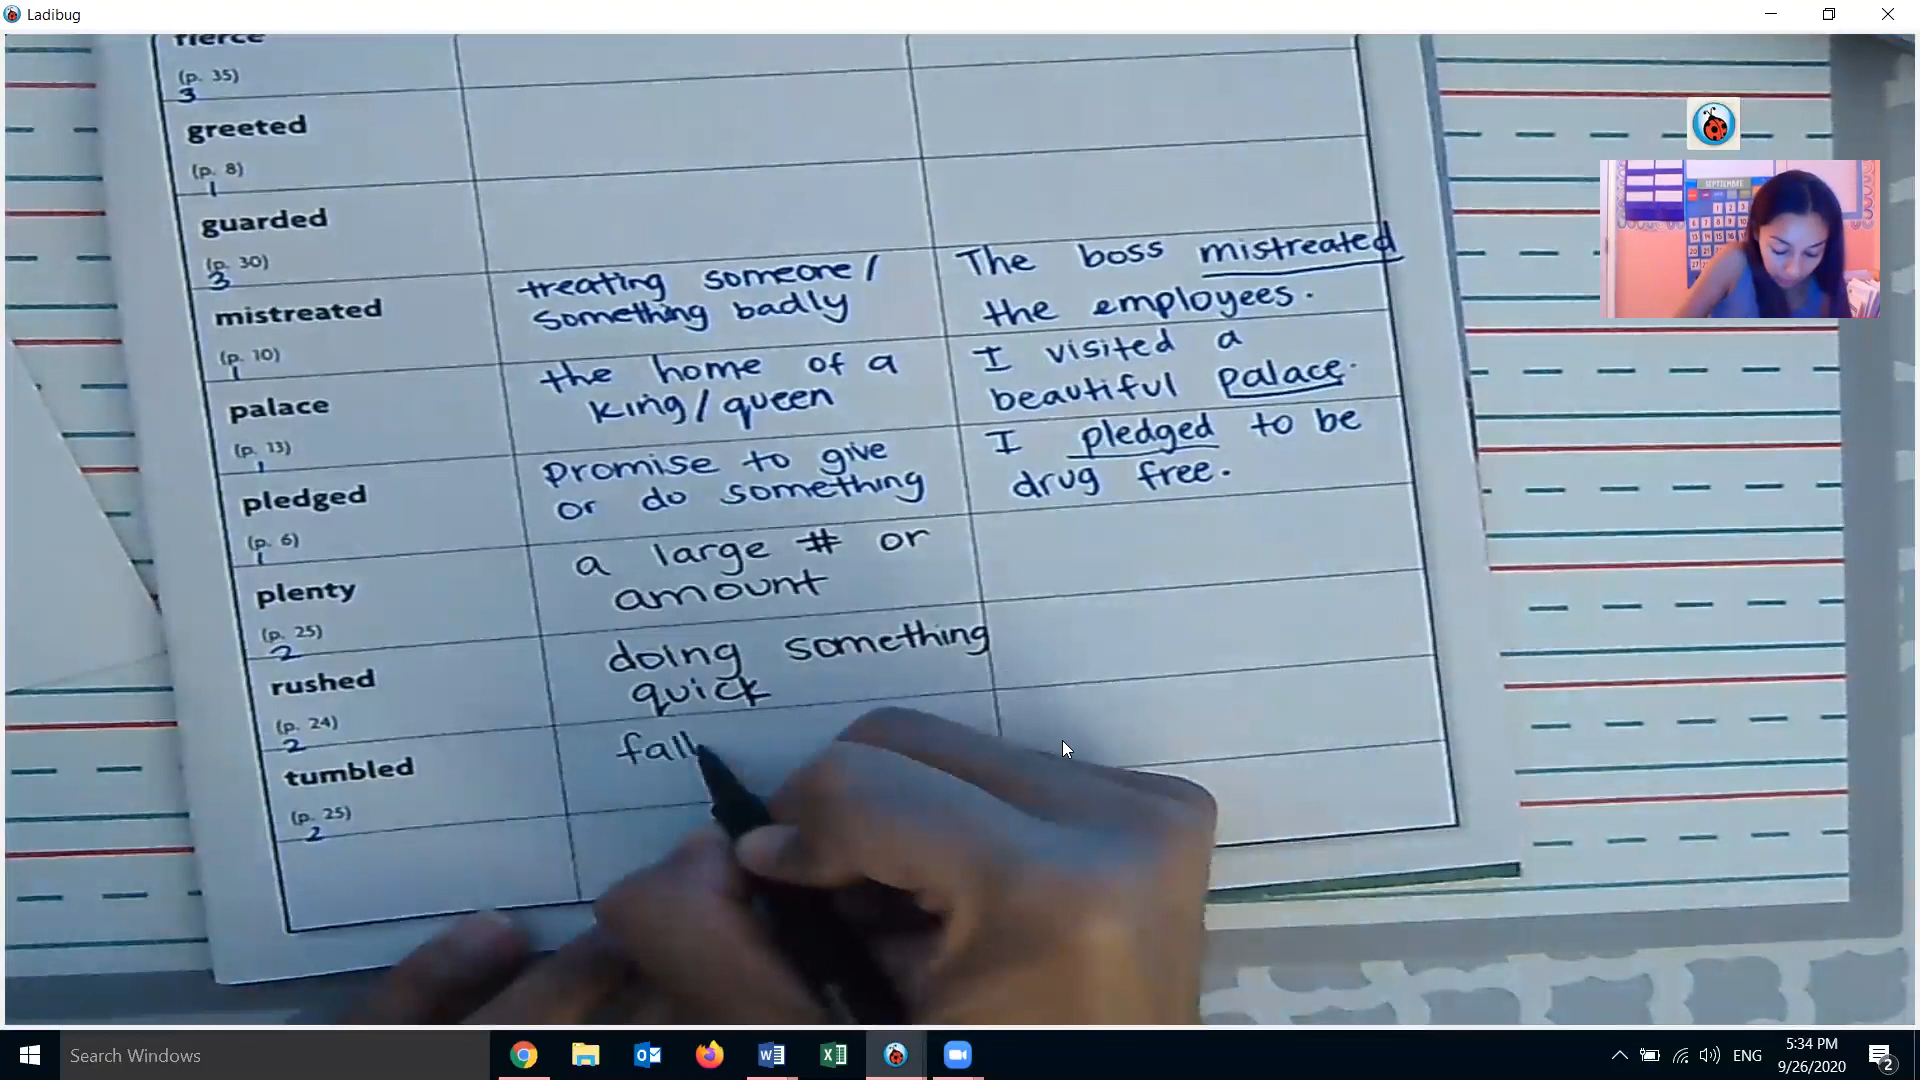 Ladibug
fierce
(p. 35)
3
greeted
(p. 8)
1
guarded
(p. 30)
3
mistreated
treating someone/
something badly
The boss mistreated
the employees.
(p. 10)
1
palace
the home of a
king/queen
I visited a
beautiful palace.
(p. 13)
1
pledged
promise to give
or do something
I pledged to be
drug free.
(p. 6)
1
plenty
a large # or
amount
(p. 25)
2
rushed
doing something
quick
(p. 24)
2
tumbled
fall
(p. 25)
2
SEPTEMBER
Search Windows
ENG
5:34 PM
9/26/2020
2